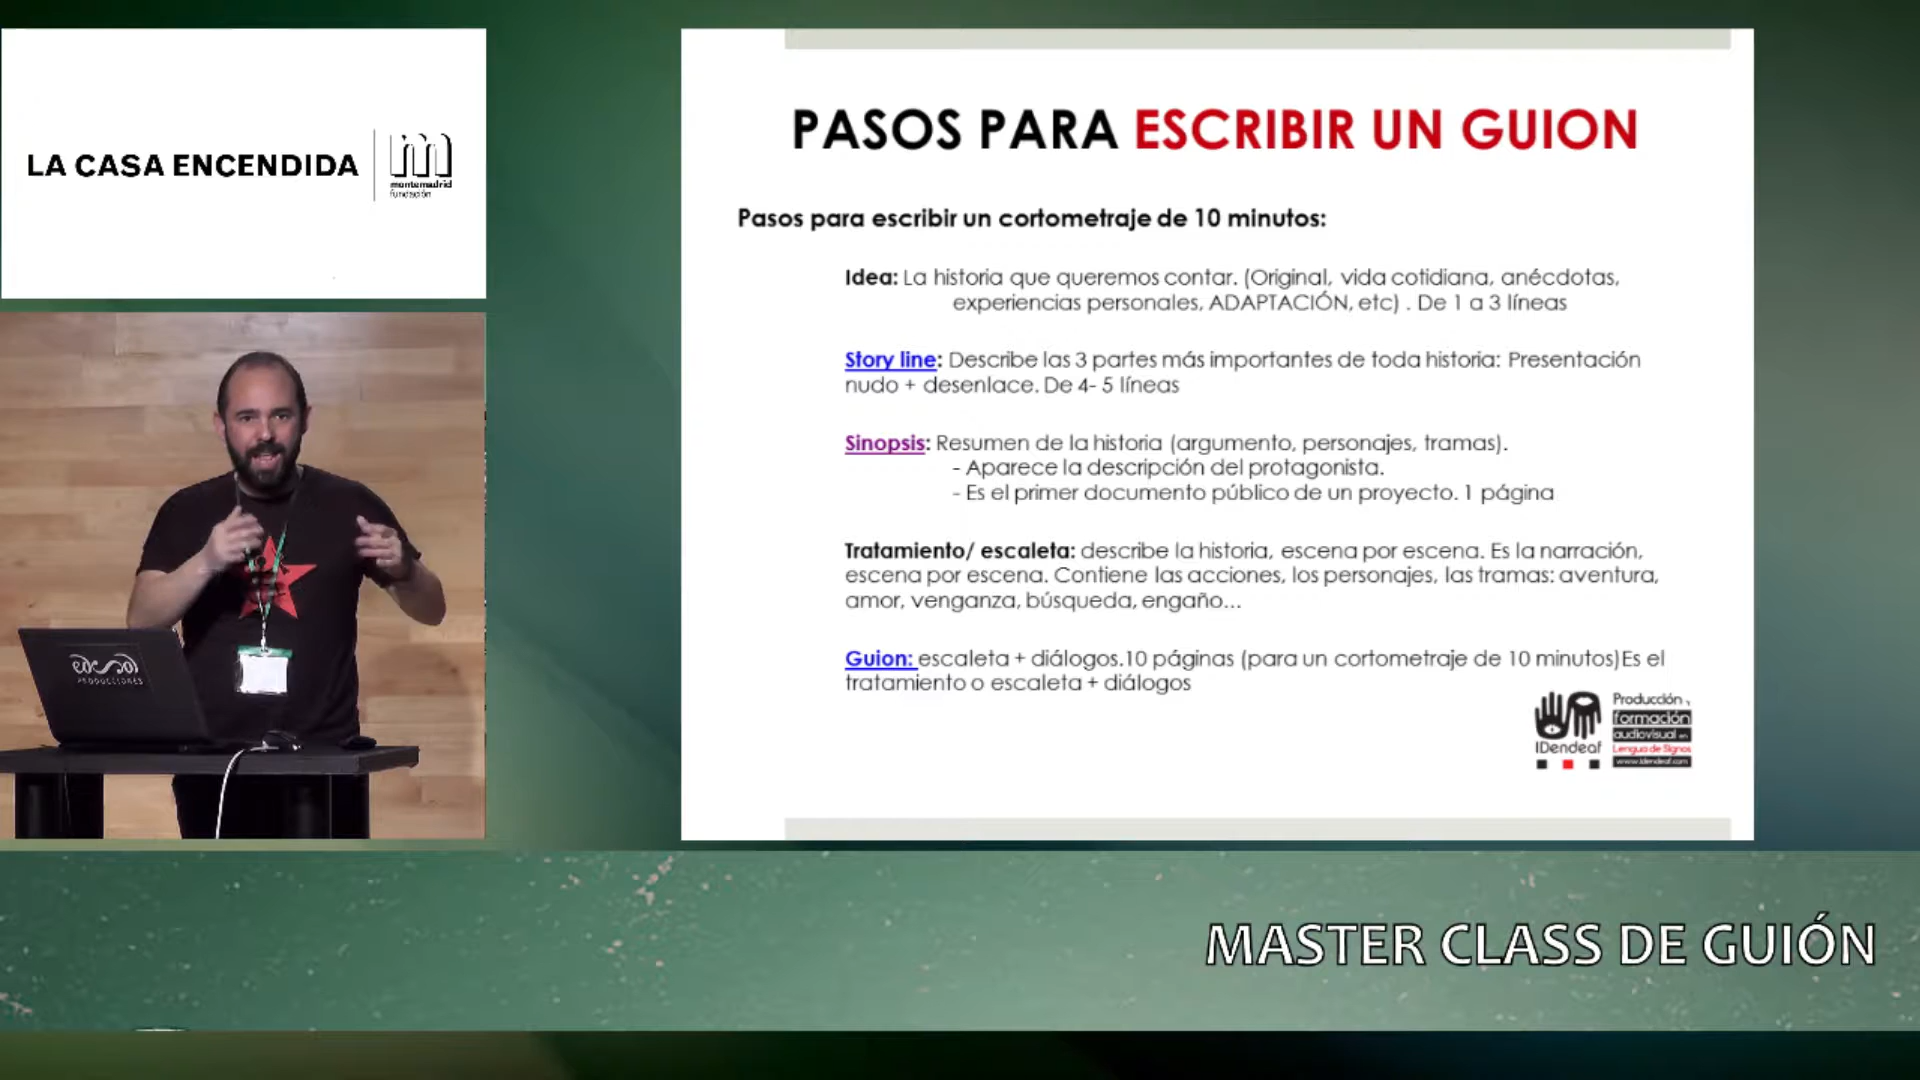 LA CASA ENCENDIDA
m
montemadrid
fundación
PRODUCCIONES
PASOS PARA ESCRIBIR UN GUION
Pasos para escribir un cortometraje de 10 minutos:
Idea: La historia que queremos contar. (Original, vida cotidiana, anécdotas,
experiencias personales, ADAPTACIÓN, etc) . De 1 a 3 líneas
Story line: Describe las 3 partes más importantes de toda historia: Presentación
nudo + desenlace. De 4- 5 líneas
Sinopsis: Resumen de la historia (argumento, personajes, tramas).
- Aparece la descripción del protagonista.
- Es el primer documento público de un proyecto. 1 página
Tratamiento/ escaleta: describe la historia, escena por escena. Es la narración,
escena por escena. Contiene las acciones, los personajes, las tramas: aventura,
amor, venganza, búsqueda, engaño...
Guion: escaleta + diálogos.10 páginas (para un cortometraje de 10 minutos)Es el
tratamiento o escaleta + diálogos
IDendeaf
Producción y
formación
audiovisual en
Lengua de Signos
www.idendeaf.com
MASTER CLASS DE GUIÓN